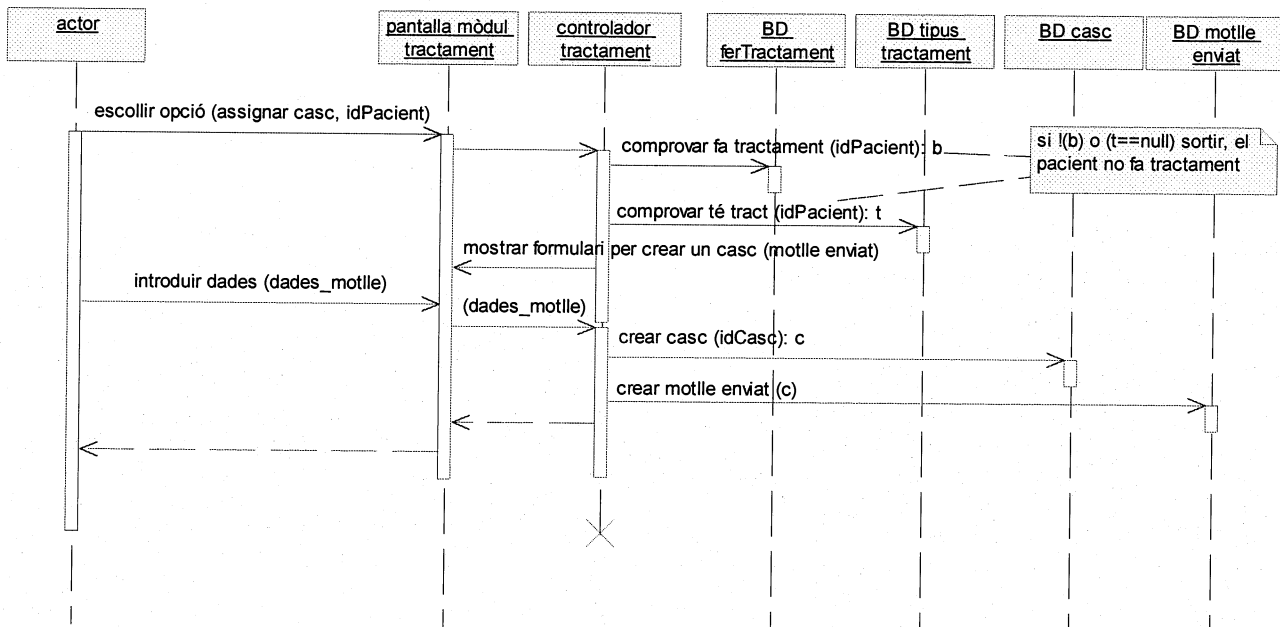 actor
pantalla mòdul
tractament
controlador
tractament
BD
ferTractament
BD tipus
tractament
BD casc
BD motlle
enviat
escollir opció (assignar casc, idPacient)
comprovar fa tractament (idPacient): b
si !(b) o (t==null) sortir, el
pacient no fa tractament
comprovar té tract (idPacient): t
mostrar formulari per crear un casc (motlle enviat)
introduir dades (dades_motlle)
(dades_motlle)
crear casc (idCasc): c
crear motlle enviat (c)